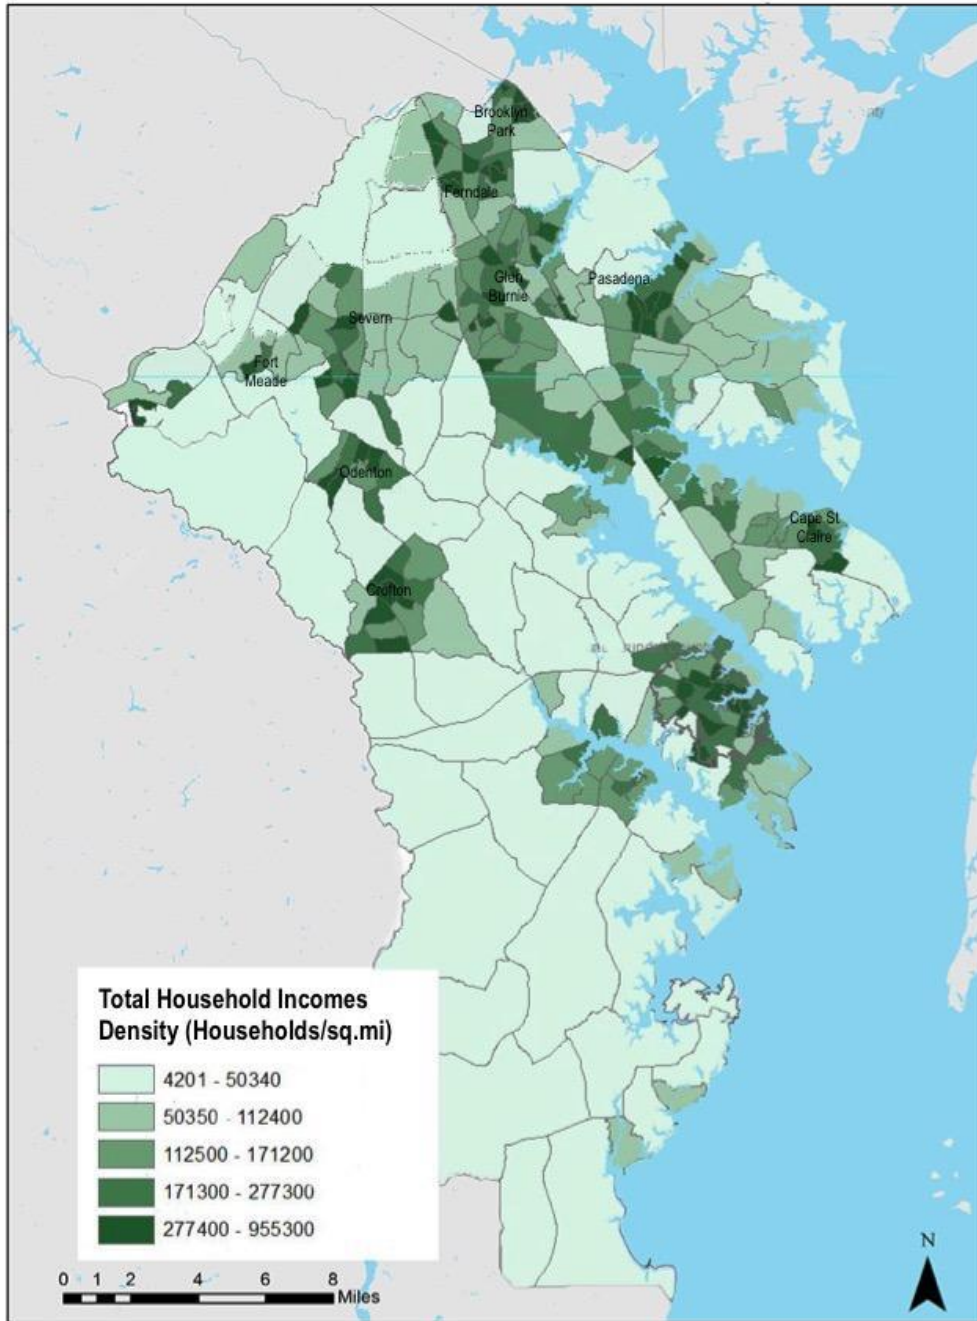 Brooklyn
Park
Ferndale
Glen
Burnie
Pasadena
Severn
Fort
Meade
Odenton
Cape St
Claire
Crofton
Total Household Incomes
Density (Households/sq.mi)
4201 - 50340
50350 - 112400
112500 - 171200
171300 - 277300
277400 - 955300
N
0 1 2 4 6 8
Miles